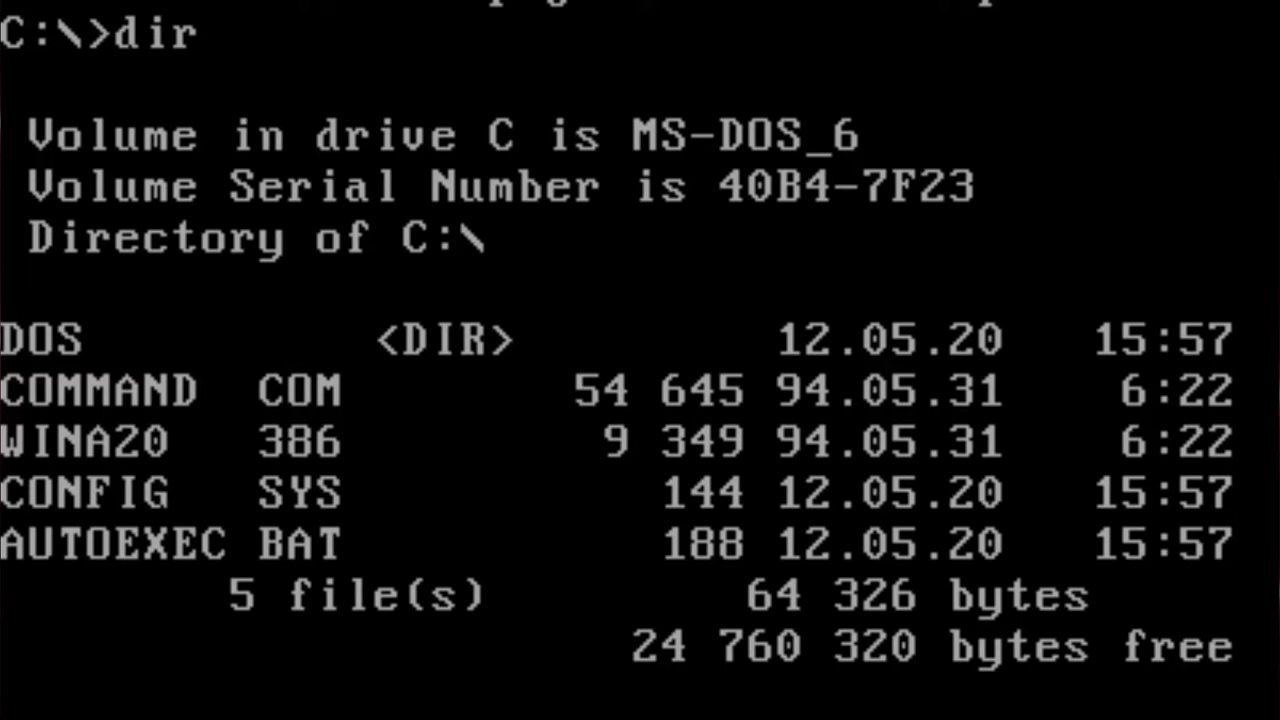 C:\>dir
Volume in drive C is MS-DOS_6
Volume Serial Number is 40B4-7F23
Directory of C:\
DOS <DIR> 12.05.20 15:57
COMMAND COM 54 645 94.05.31 6:22
WINA20 386 9 349 94.05.31 6:22
CONFIG SYS 144 12.05.20 15:57
AUTOEXEC BAT 188 12.05.20 15:57
5 file(s) 64 326 bytes
24 760 320 bytes free